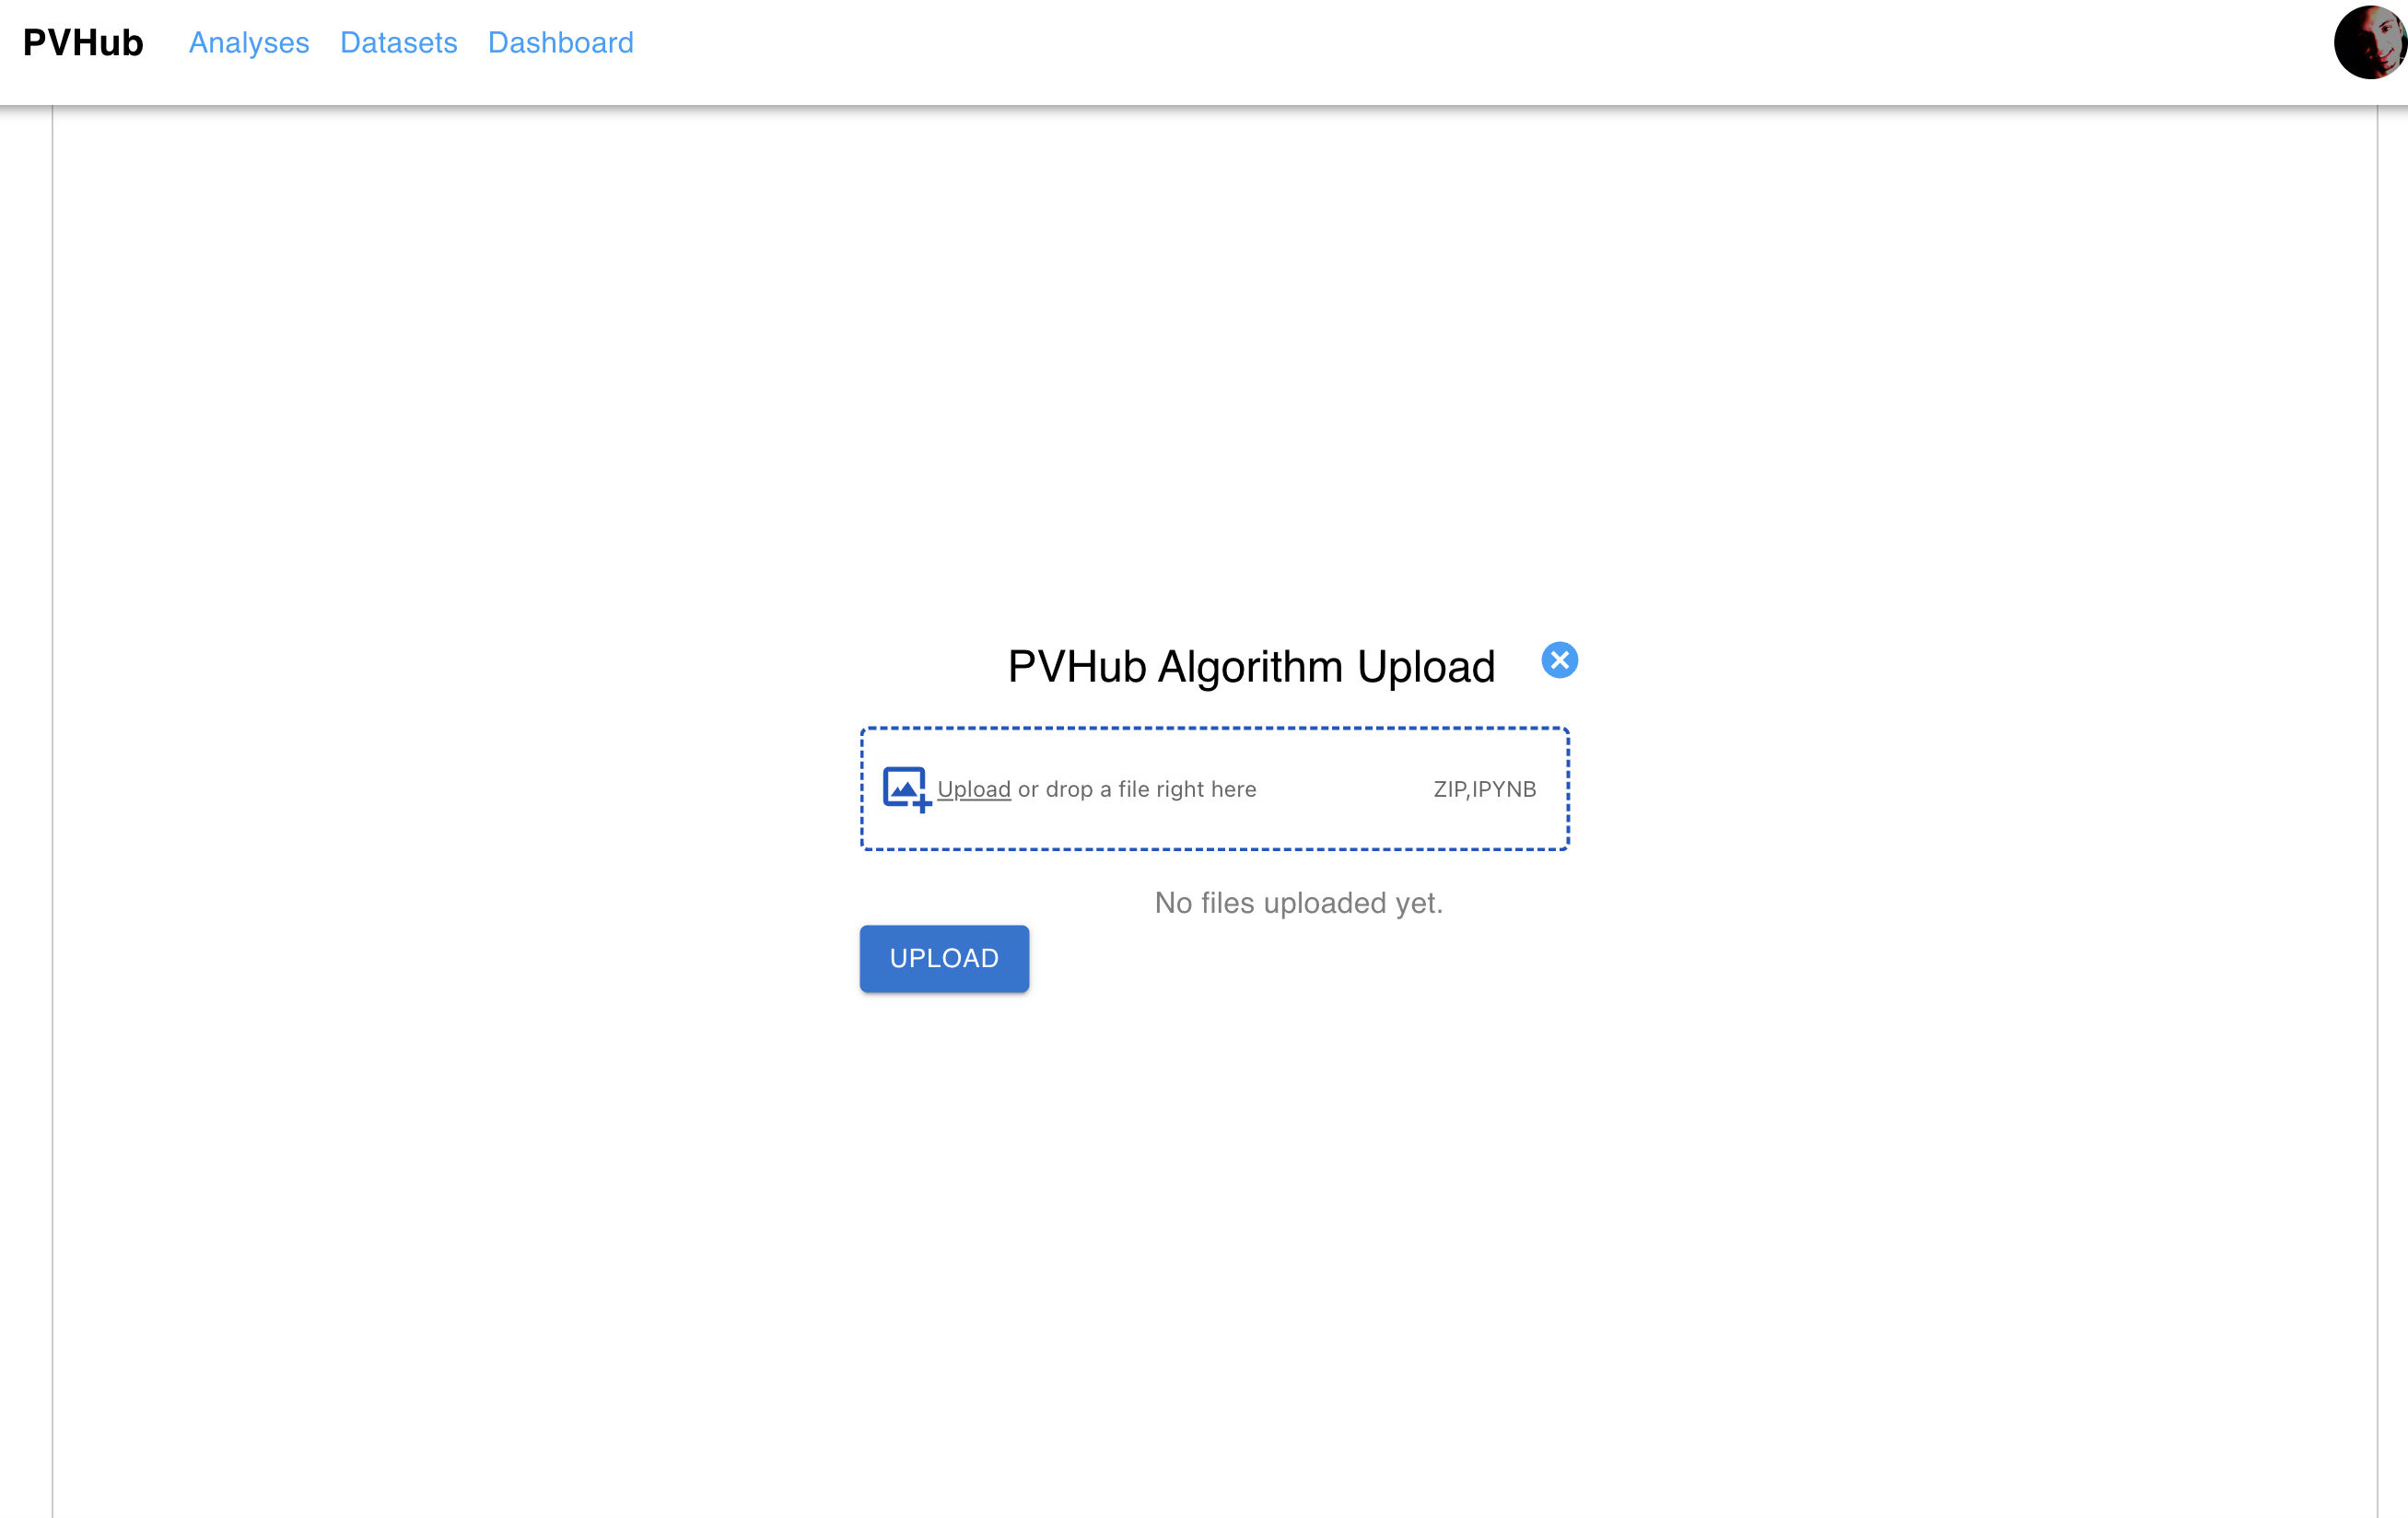 PVHub Analyses Datasets Dashboard
PVHub Algorithm Upload
Upload or drop a file right here ZIP,IPYNB
No files uploaded yet.
UPLOAD